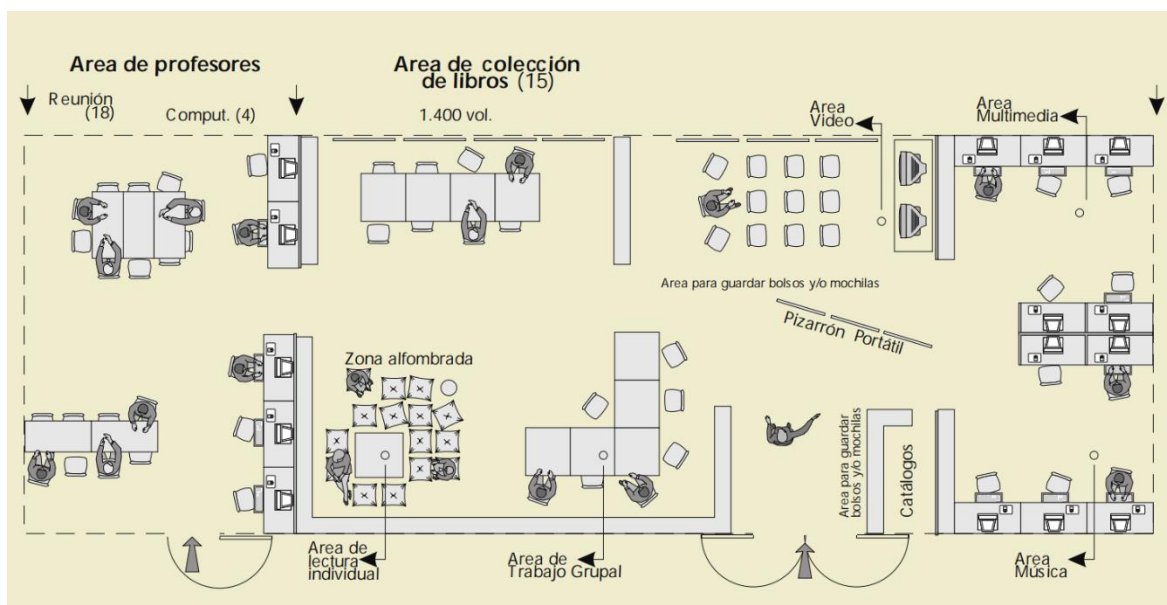 Area de profesores
Reunión
(18)
Comput. (4)
Area de colección
de libros (15)
1.400 vol.
Area
Video
Area
Multimedia
Area para guardar bolsos y/o mochilas
Pizarrón Portátil
Zona alfombrada
Area para guardar
bolsos y/o mochilas
Catálogos
Area de
lectura
individual
Area de
Trabajo Grupal
Area
Música